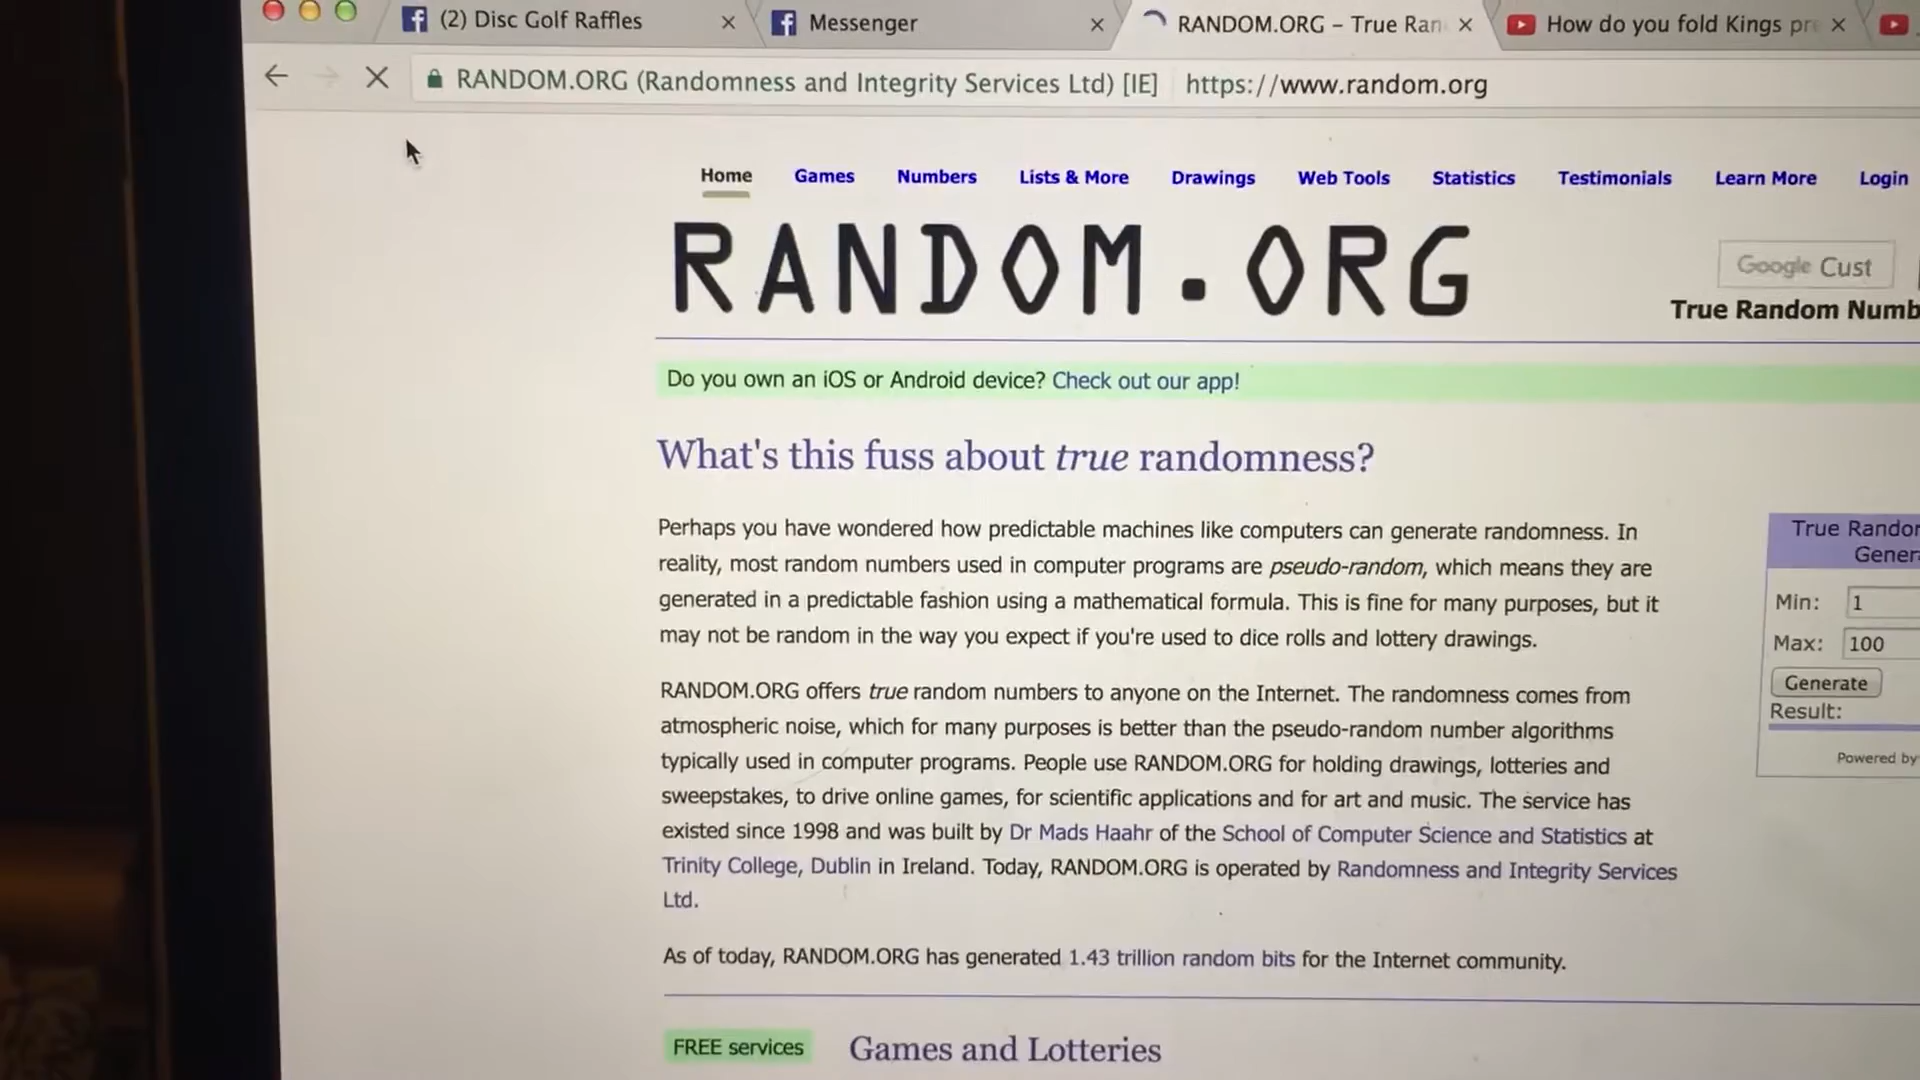 (2) Disc Golf Raffles
Messenger
RANDOM.ORG – True Ran
How do you fold Kings pr
RANDOM.ORG (Randomness and Integrity Services Ltd) [IE] https://www.random.org
Home Games Numbers Lists & More Drawings Web Tools Statistics Testimonials Learn More Login
RANDOM.ORG
Google Cust
True Random Numb
Do you own an iOS or Android device? Check out our app!
What's this fuss about true randomness?
Perhaps you have wondered how predictable machines like computers can generate randomness. In
reality, most random numbers used in computer programs are pseudo-random, which means they are
generated in a predictable fashion using a mathematical formula. This is fine for many purposes, but it
may not be random in the way you expect if you're used to dice rolls and lottery drawings.
RANDOM.ORG offers true random numbers to anyone on the Internet. The randomness comes from
atmospheric noise, which for many purposes is better than the pseudo-random number algorithms
typically used in computer programs. People use RANDOM.ORG for holding drawings, lotteries and
sweepstakes, to drive online games, for scientific applications and for art and music. The service has
existed since 1998 and was built by Dr Mads Haahr of the School of Computer Science and Statistics at
Trinity College, Dublin in Ireland. Today, RANDOM.ORG is operated by Randomness and Integrity Services
Ltd.
As of today, RANDOM.ORG has generated 1.43 trillion random bits for the Internet community.
True Randor
Genera
Min: 1
Max: 100
Generate
Result:
Powered by
FREE services Games and Lotteries